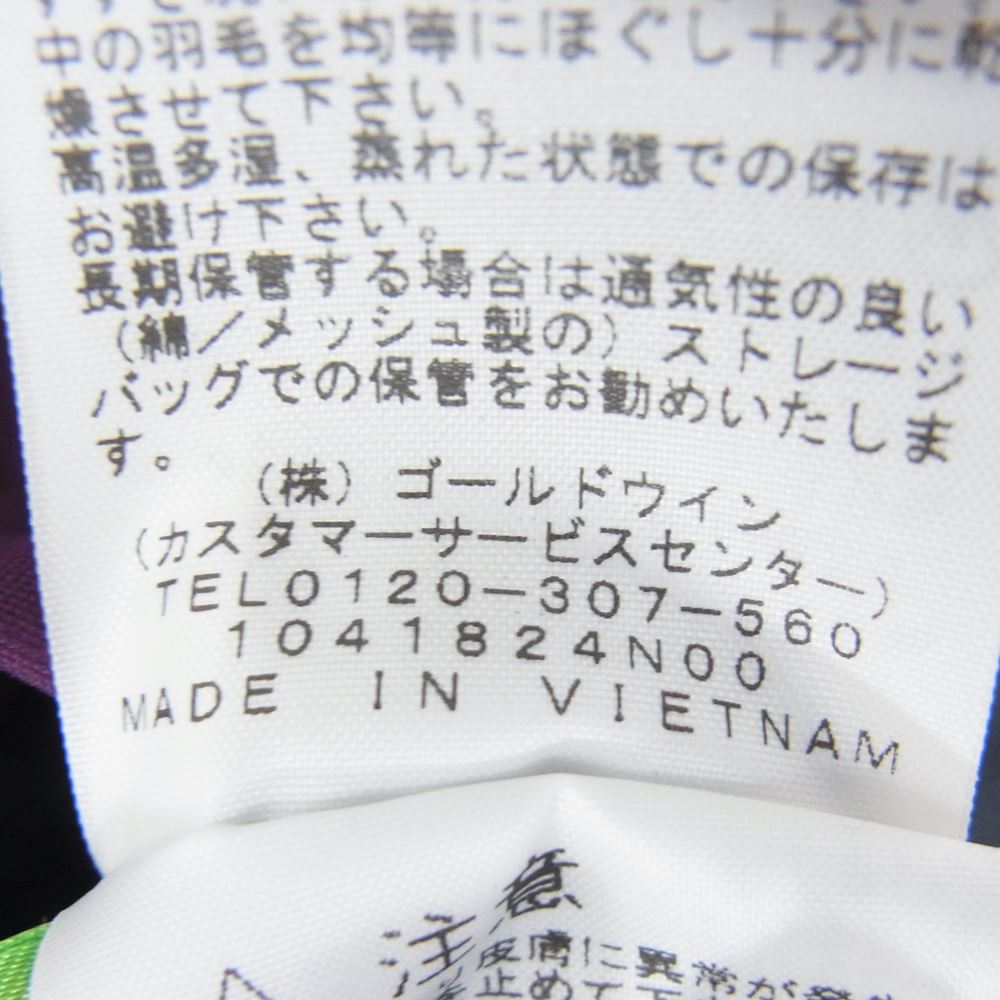 中の羽毛を均等にほぐし十分に乾
燥させて下さい。
高温多湿、蒸れた状態での保存は
お避け下さい。
長期保管する場合は通気性の良い
(綿/メッシュ製の)ストレージ
バッグでの保管をお勧めいたしま
す。
(株)ゴールドウイン
(カスタマーサービスセンター)
TEL0120-307-560
1041824N00
MADE IN VIETNAM
注意
皮膚に異常が
止めて下